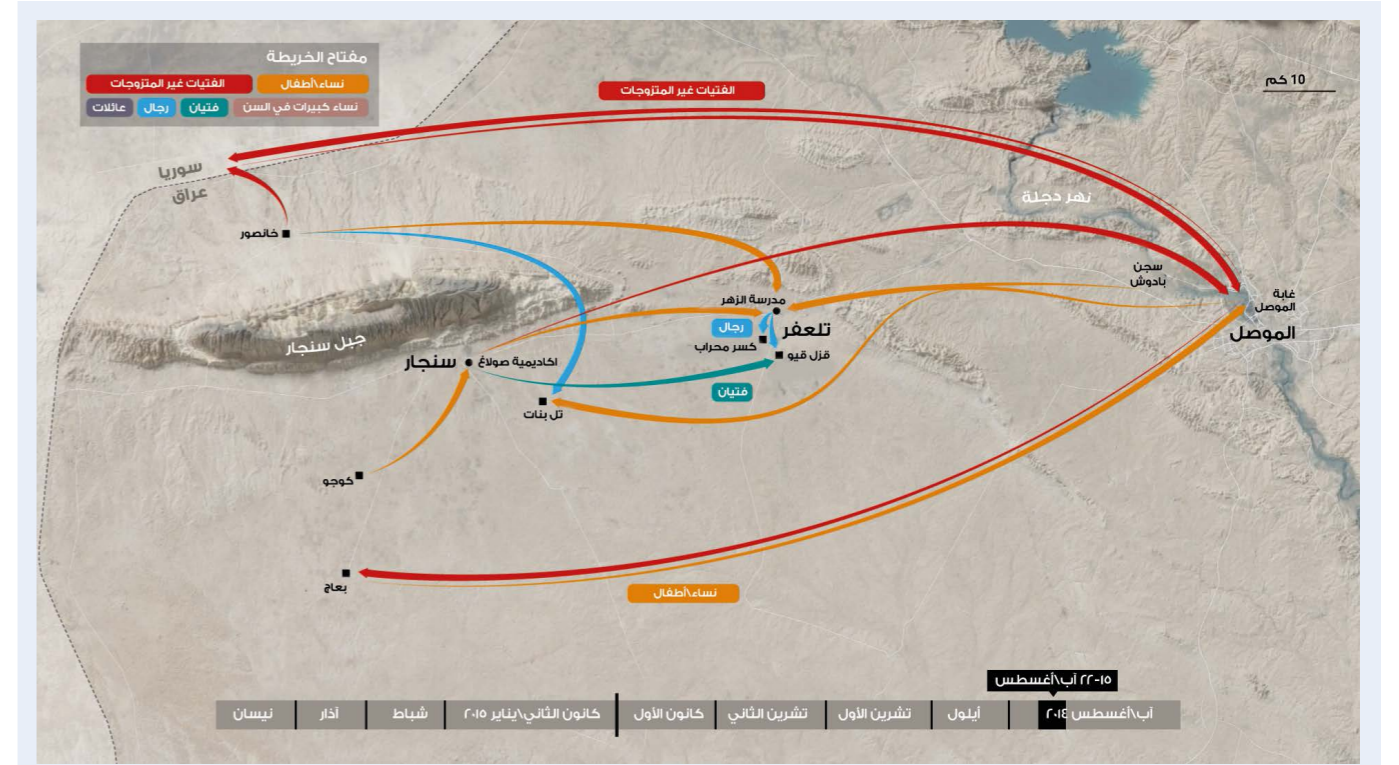 مفتاح الخريطة
نساء\أطفال
الفتيات غير المتزوجات
نساء كبيرات في السن
فتيان
رجال
عائلات
الفتيات غير المتزوجات
10 كم
سوريا
عراق
خانصور
نهر دجلة
سجن
بادوش
غابة
الموصل
الموصل
مدرسة الزهر
تلعفر
رجال
كسر محراب
قزل قيو
جبل سنجار
سنجار
اكاديمية صولاغ
فتيان
تل بنات
كوجو
بعاج
نساء\أطفال
١٥-٢٢ آب\أغسطس
آب\أغسطس ٢٠١٤
أيلول
تشرين الأول
تشرين الثاني
كانون الأول
كانون الثاني\يناير ٢٠١٥
شباط
آذار
نيسان